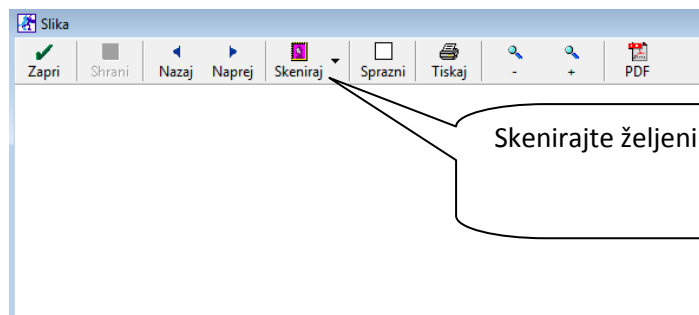 Slika
Zapri Shrani Nazaj Naprej Skeniraj Sprazni Tiskaj - + PDF
Skenirajte željeni